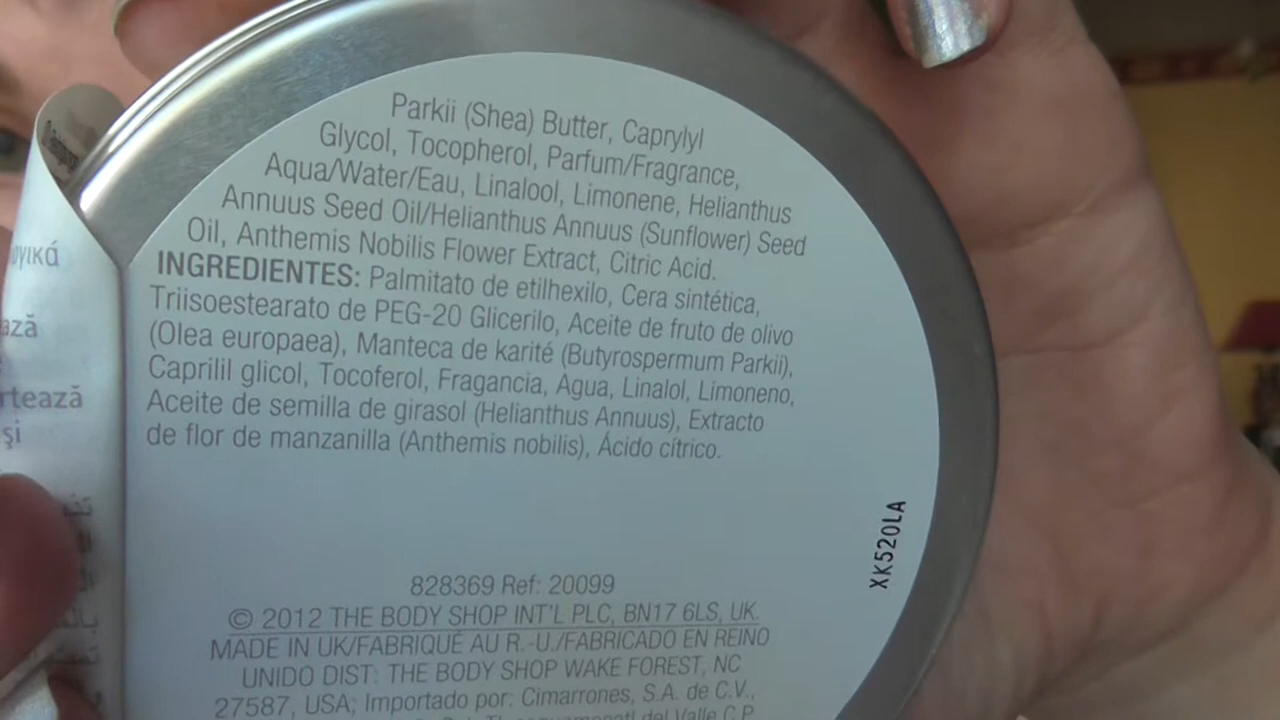 Parkii (Shea) Butter, Caprylyl
Glycol, Tocopherol, Parfum/Fragrance,
Aqua/Water/Eau, Linalool, Limonene, Helianthus
Annuus Seed Oil/Helianthus Annuus (Sunflower) Seed
Oil, Anthemis Nobilis Flower Extract, Citric Acid.
INGREDIENTES: Palmitato de etilhexilo, Cera sintética,
Triisoestearato de PEG-20 Glicerilo, Aceite de fruto de olivo
(Olea europaea), Manteca de karité (Butyrospermum Parkii),
Caprilil glicol, Tocoferol, Fragancia, Agua, Linalol, Limoneno,
Aceite de semilla de girasol (Helianthus Annuus), Extracto
de flor de manzanilla (Anthemis nobilis), Ácido cítrico.
XK520LA
828369 Ref: 20099
© 2012 THE BODY SHOP INT'L PLC, BN17 6LS, UK.
MADE IN UK/FABRIQUÉ AU R.-U./FABRICADO EN REINO
UNIDO DIST: THE BODY SHOP WAKE FOREST, NC
27587, USA; Importado por: Cimarrones, S.A. de C.V.,
del Valle C.P.
şi